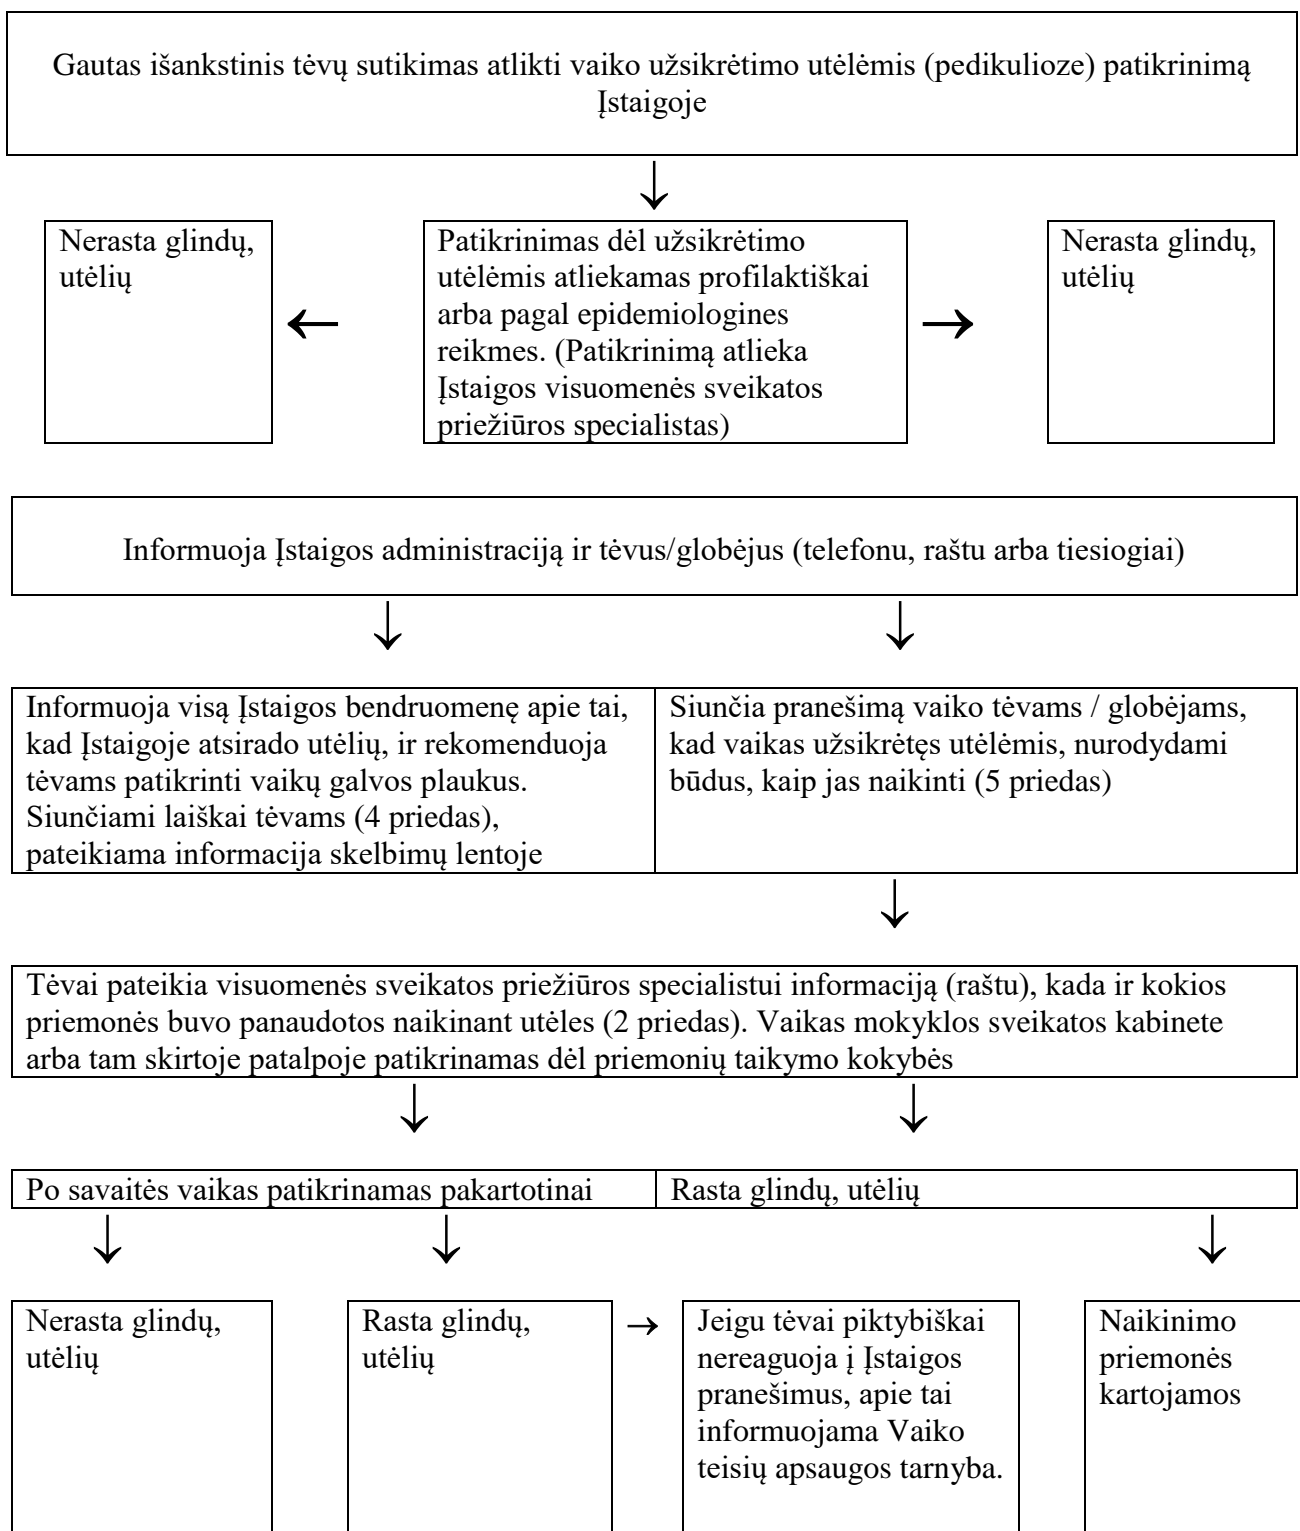 Gautas išankstinis tėvų sutikimas atlikti vaiko užsikrėtimo utėlėmis (pedikulioze) patikrinimą
Įstaigoje
Nerasta glindų,
utėlių
Patikrinimas dėl užsikrėtimo
utėlėmis atliekamas profilaktiškai
arba pagal epidemiologines
reikmes. (Patikrinimą atlieka
Įstaigos visuomenės sveikatos
priežiūros specialistas)
Nerasta glindų,
utėlių
Informuoja Įstaigos administraciją ir tėvus/globėjus (telefonu, raštu arba tiesiogiai)
Informuoja visą Įstaigos bendruomenę apie tai,
kad Įstaigoje atsirado utėlių, ir rekomenduoja
tėvams patikrinti vaikų galvos plaukus.
Siunčiami laiškai tėvams (4 priedas),
pateikiama informacija skelbimų lentoje
Siunčia pranešimą vaiko tėvams / globėjams,
kad vaikas užsikrėtęs utėlėmis, nurodydami
būdus, kaip jas naikinti (5 priedas)
Tėvai pateikia visuomenės sveikatos priežiūros specialistui informaciją (raštu), kada ir kokios
priemonės buvo panaudotos naikinant utėles (2 priedas). Vaikas mokyklos sveikatos kabinete
arba tam skirtoje patalpoje patikrinamas dėl priemonių taikymo kokybės
Po savaitės vaikas patikrinamas pakartotinai
Rasta glindų, utėlių
Nerasta glindų,
utėlių
Rasta glindų,
utėlių
Jeigu tėvai piktybiškai
nereaguoja į Įstaigos
pranešimus, apie tai
informuojama Vaiko
teisių apsaugos tarnyba.
Naikinimo
priemonės
kartojamos